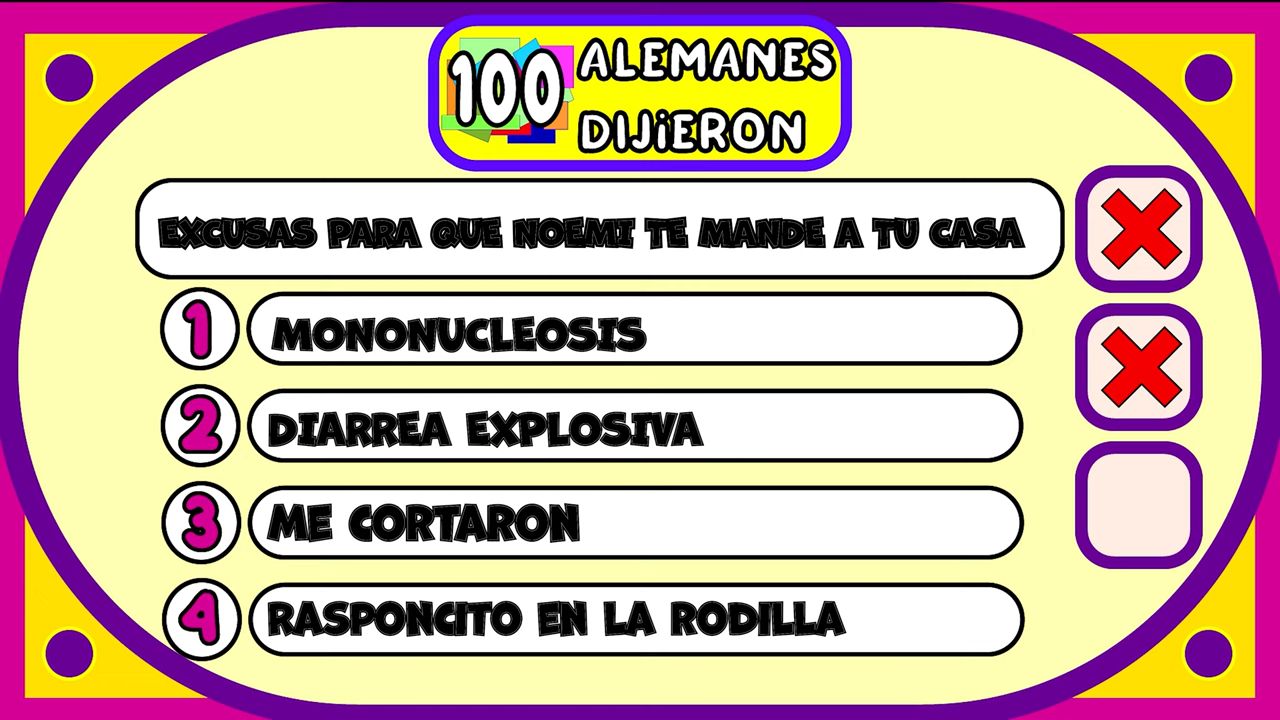 100 ALEMANES
DIJiERON
EXCUSAS PARA QUE NOEMI TE MANDE A TU CASA
1 MONONUCLEOSIS
2 DIARREA EXPLOSIVA
3 ME CORTARON
4 RASPONCITO EN LA RODILLA